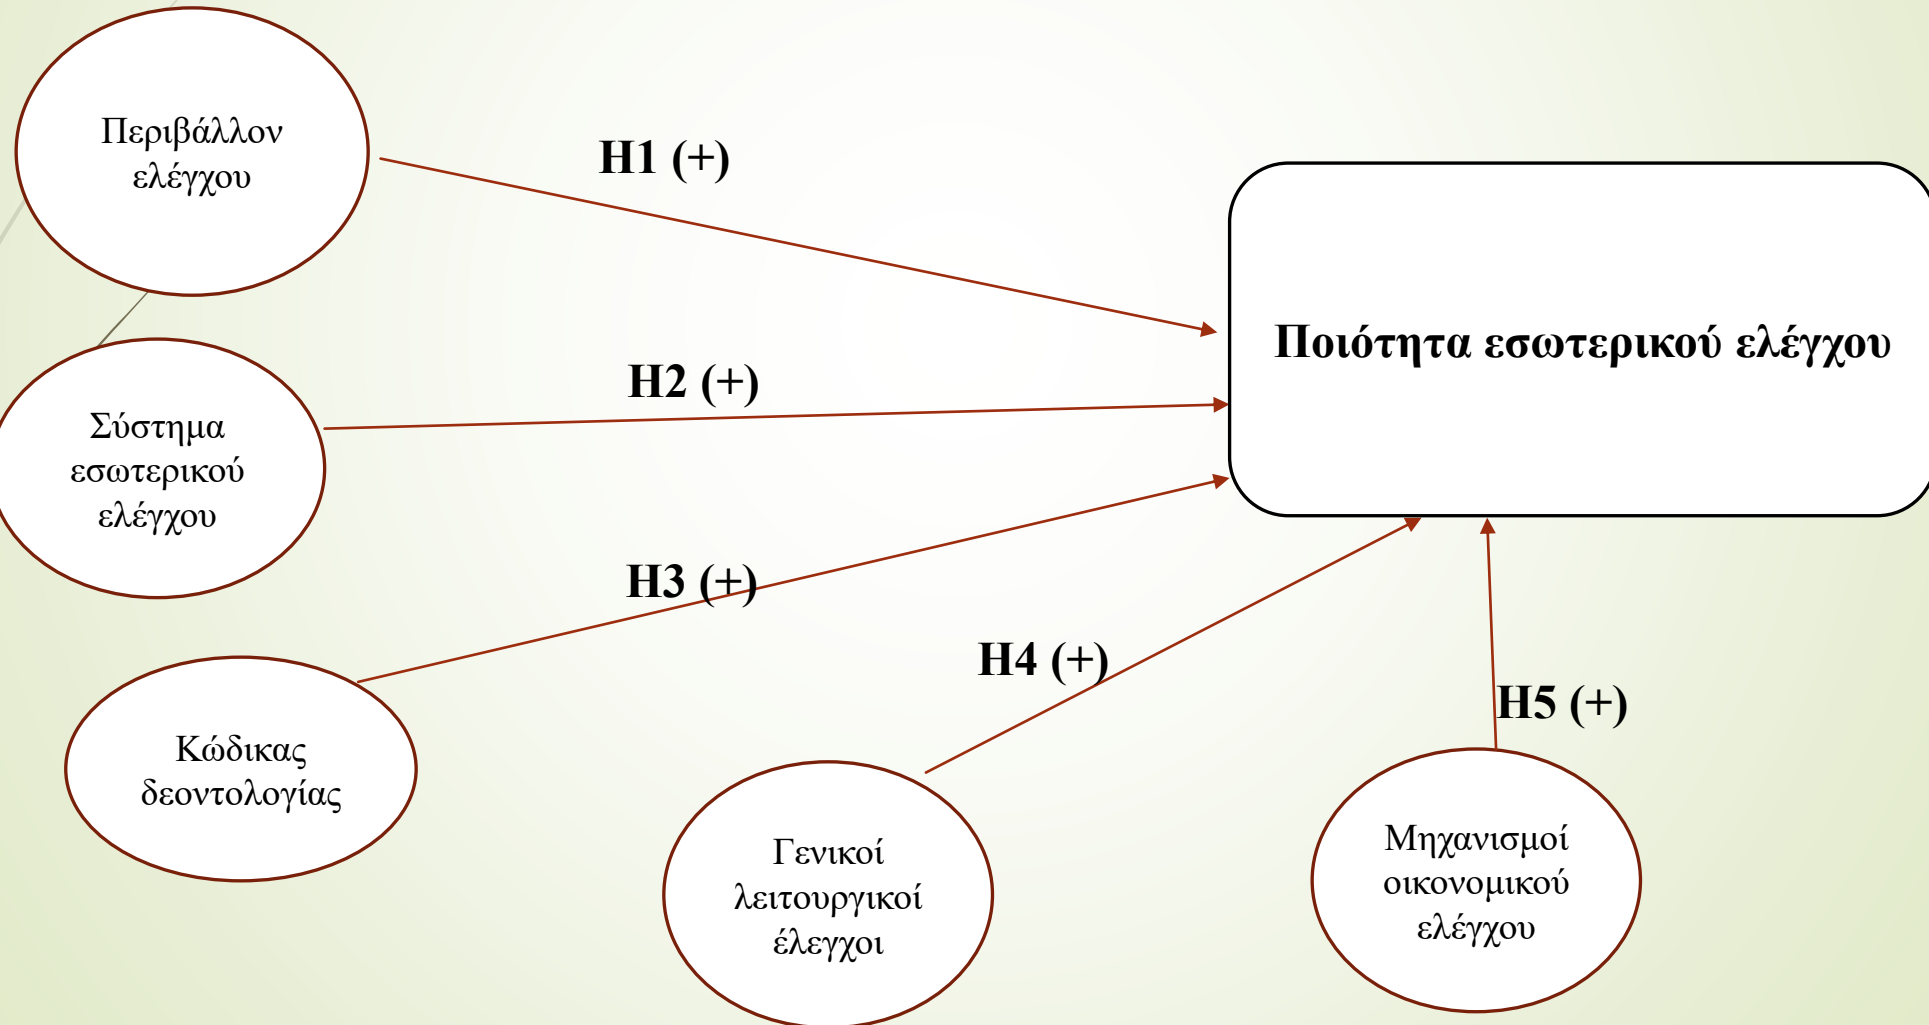 Περιβάλλον
ελέγχου
H1 (+)
Ποιότητα εσωτερικού ελέγχου
H2 (+)
Σύστημα
εσωτερικού
ελέγχου
H3 (+)
H4 (+)
H5 (+)
Κώδικας
δεοντολογίας
Γενικοί
λειτουργικοί
έλεγχοι
Μηχανισμοί
οικονομικού
ελέγχου